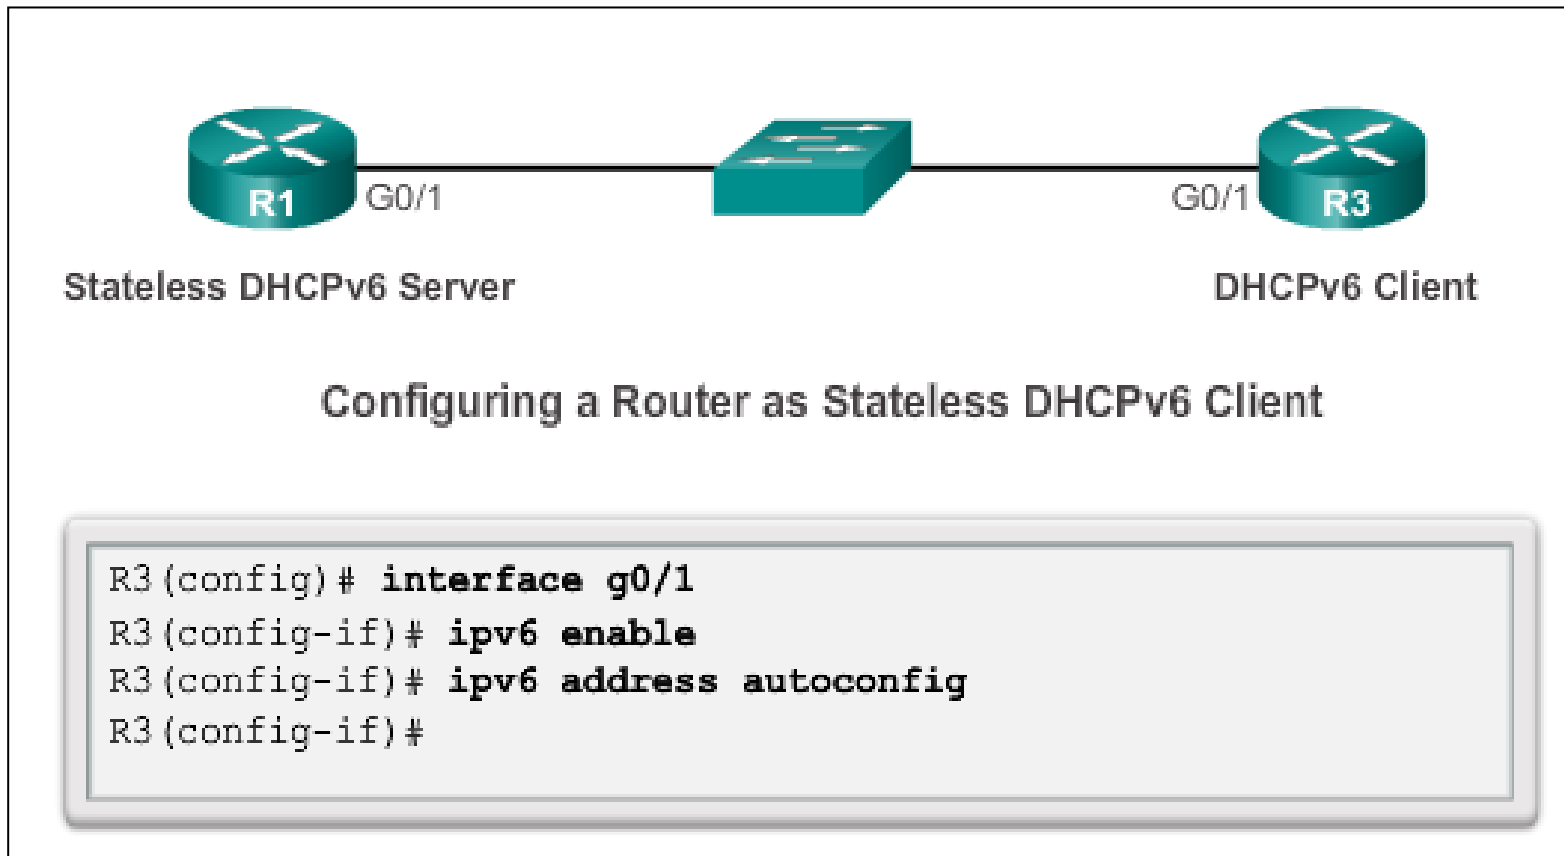 R1
G0/1
G0/1
R3
Stateless DHCPv6 Server
DHCPv6 Client
Configuring a Router as Stateless DHCPv6 Client
R3(config)# interface g0/1
R3(config-if)# ipv6 enable
R3(config-if)# ipv6 address autoconfig
R3(config-if)#